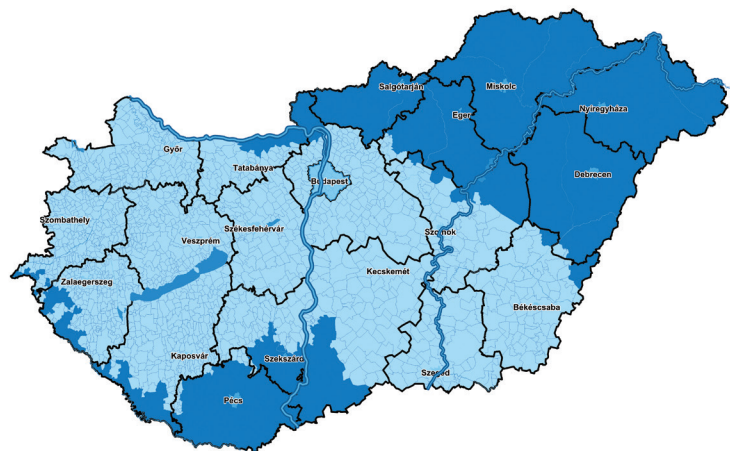 Salgótarján
Miskolc
Nyíregyháza
Eger
Győr
Tatabánya
Debrecen
Budapest
Szombathely
Székesfehérvár
Szolnok
Veszprém
Kecskemét
Zalaegerszeg
Békéscsaba
Kaposvár
Szekszárd
Szeged
Pécs